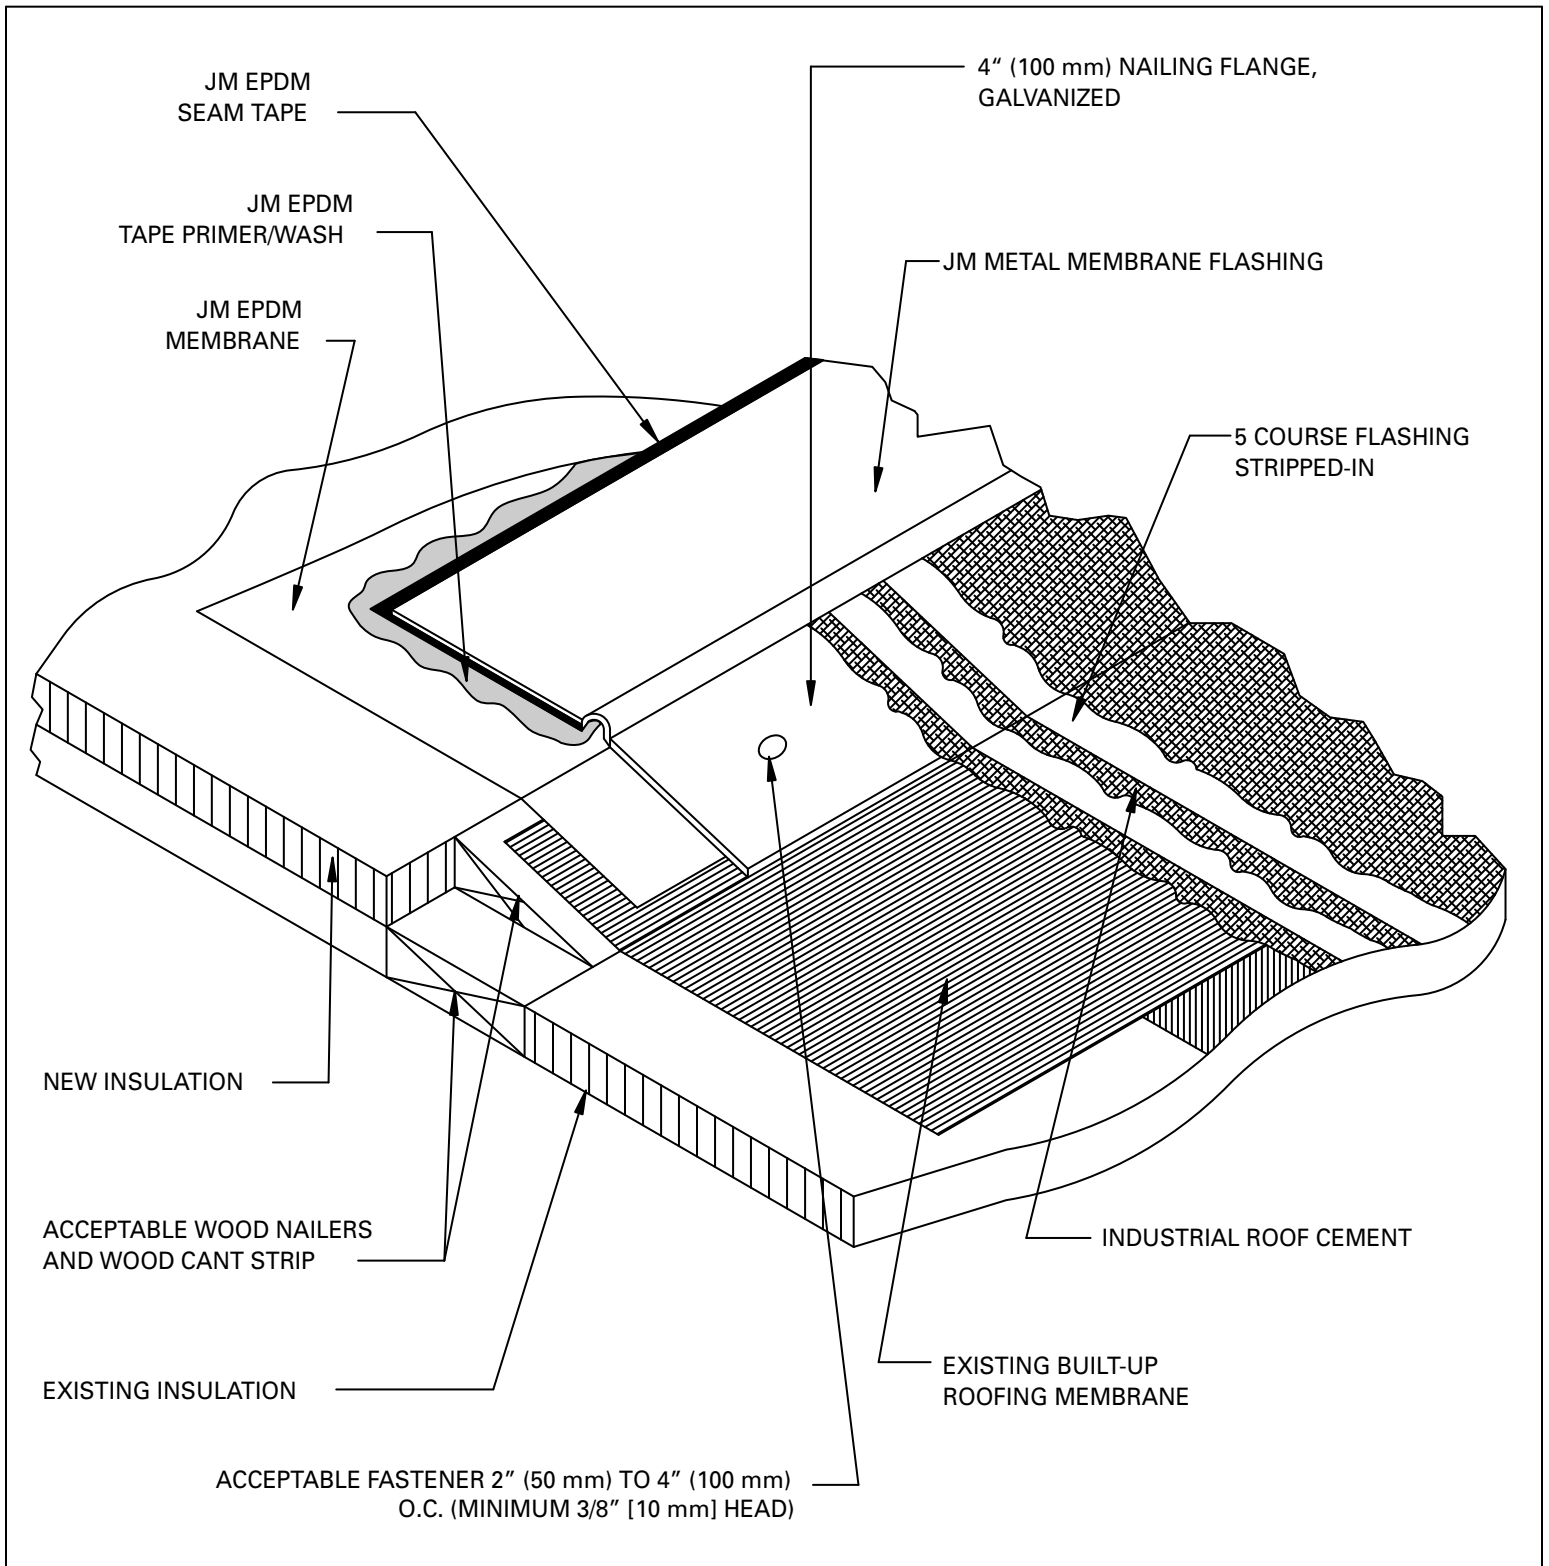 JM EPDM
SEAM TAPE
4“ (100 mm) NAILING FLANGE,
GALVANIZED
JM EPDM
TAPE PRIMER/WASH
JM METAL MEMBRANE FLASHING
JM EPDM
MEMBRANE
5 COURSE FLASHING
STRIPPED-IN
NEW INSULATION
ACCEPTABLE WOOD NAILERS
AND WOOD CANT STRIP
INDUSTRIAL ROOF CEMENT
EXISTING INSULATION
EXISTING BUILT-UP
ROOFING MEMBRANE
ACCEPTABLE FASTENER 2” (50 mm) TO 4” (100 mm)
O.C. (MINIMUM 3/8” [10 mm] HEAD)